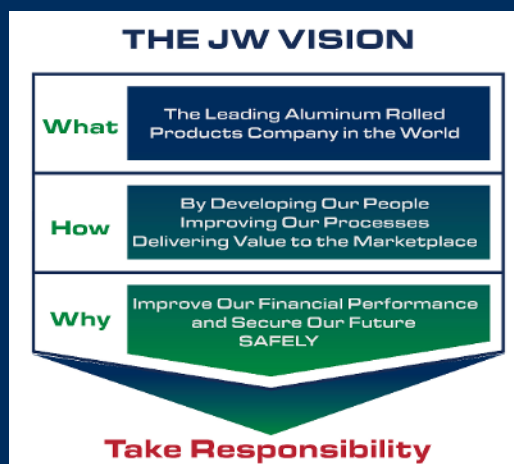 THE JW VISION
What
The Leading Aluminum Rolled
Products Company in the World
How
By Developing Our People
Improving Our Processes
Delivering Value to the Marketplace
Why
Improve Our Financial Performance
and Secure Our Future
SAFELY
Take Responsibility